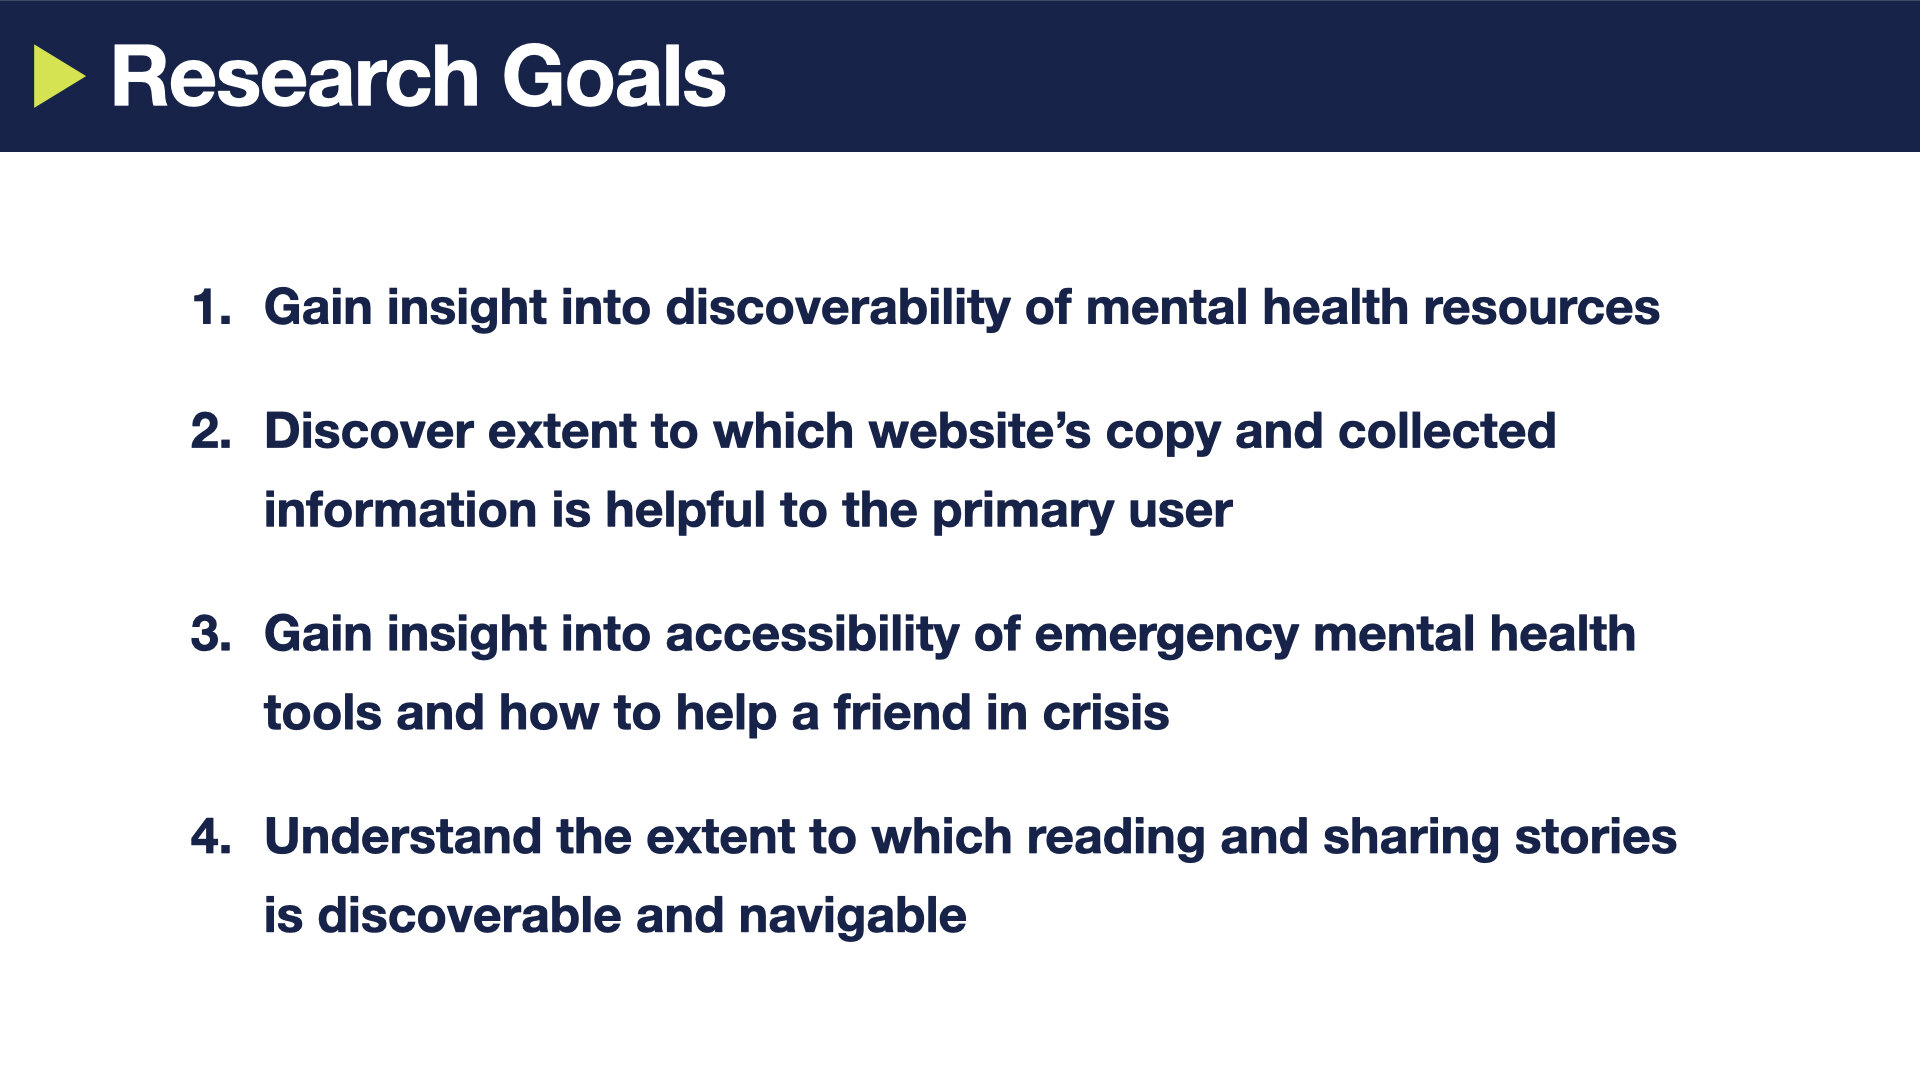 Research Goals
1. Gain insight into discoverability of mental health resources
2. Discover extent to which website’s copy and collected
information is helpful to the primary user
3. Gain insight into accessibility of emergency mental health
tools and how to help a friend in crisis
4. Understand the extent to which reading and sharing stories
is discoverable and navigable